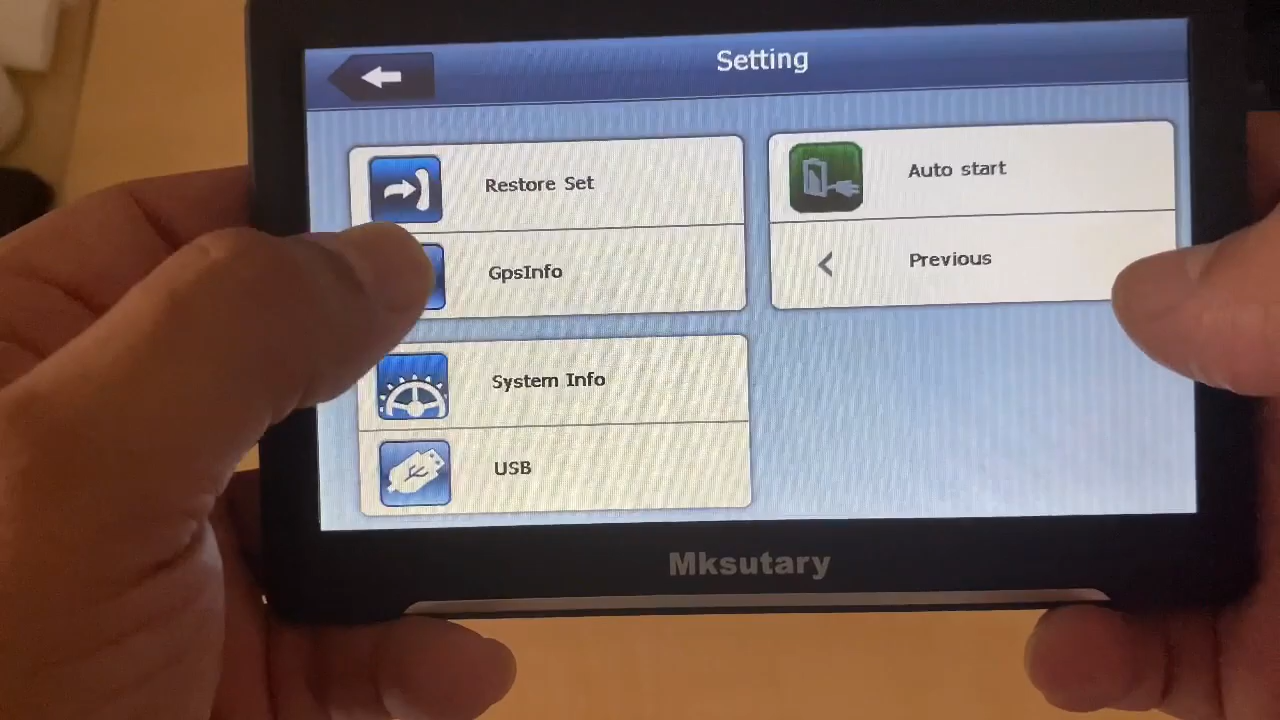 Setting
Restore Set
GpsInfo
System Info
USB
Auto start
Previous
Mksutary